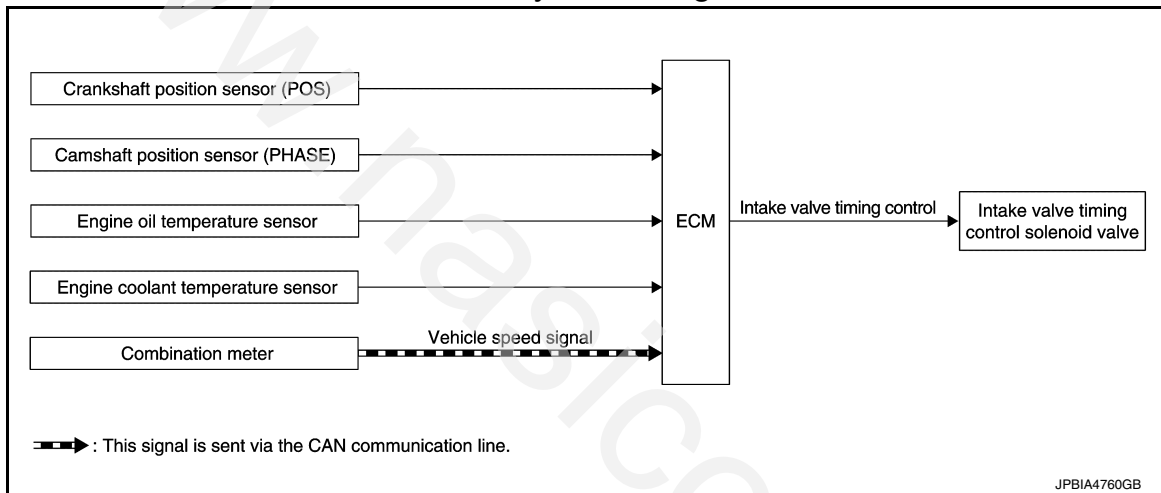 Crankshaft position sensor (POS)
Camshaft position sensor (PHASE)
Engine oil temperature sensor
Engine coolant temperature sensor
Combination meter
Vehicle speed signal
ECM
Intake valve timing control
Intake valve timing
control solenoid valve
: This signal is sent via the CAN communication line.
JPBIA4760GB